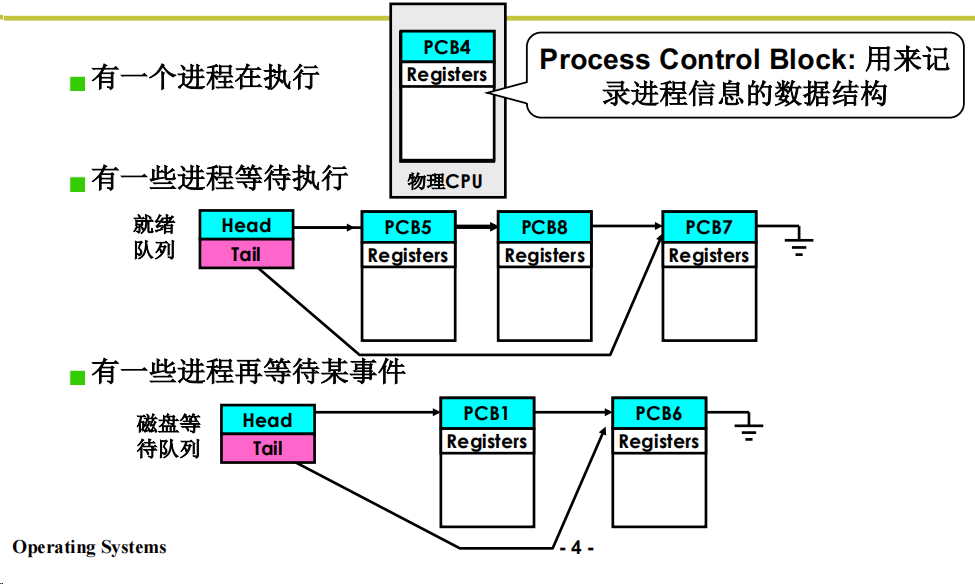 PCB4
Registers
物理CPU
Process Control Block: 用来记
录进程信息的数据结构
有一个进程在执行
有一些进程等待执行
就绪
队列
Head
Tail
PCB5
Registers
PCB8
Registers
PCB7
Registers
有一些进程再等待某事件
磁盘等
待队列
Head
Tail
PCB1
Registers
PCB6
Registers
Operating Systems
- 4 -